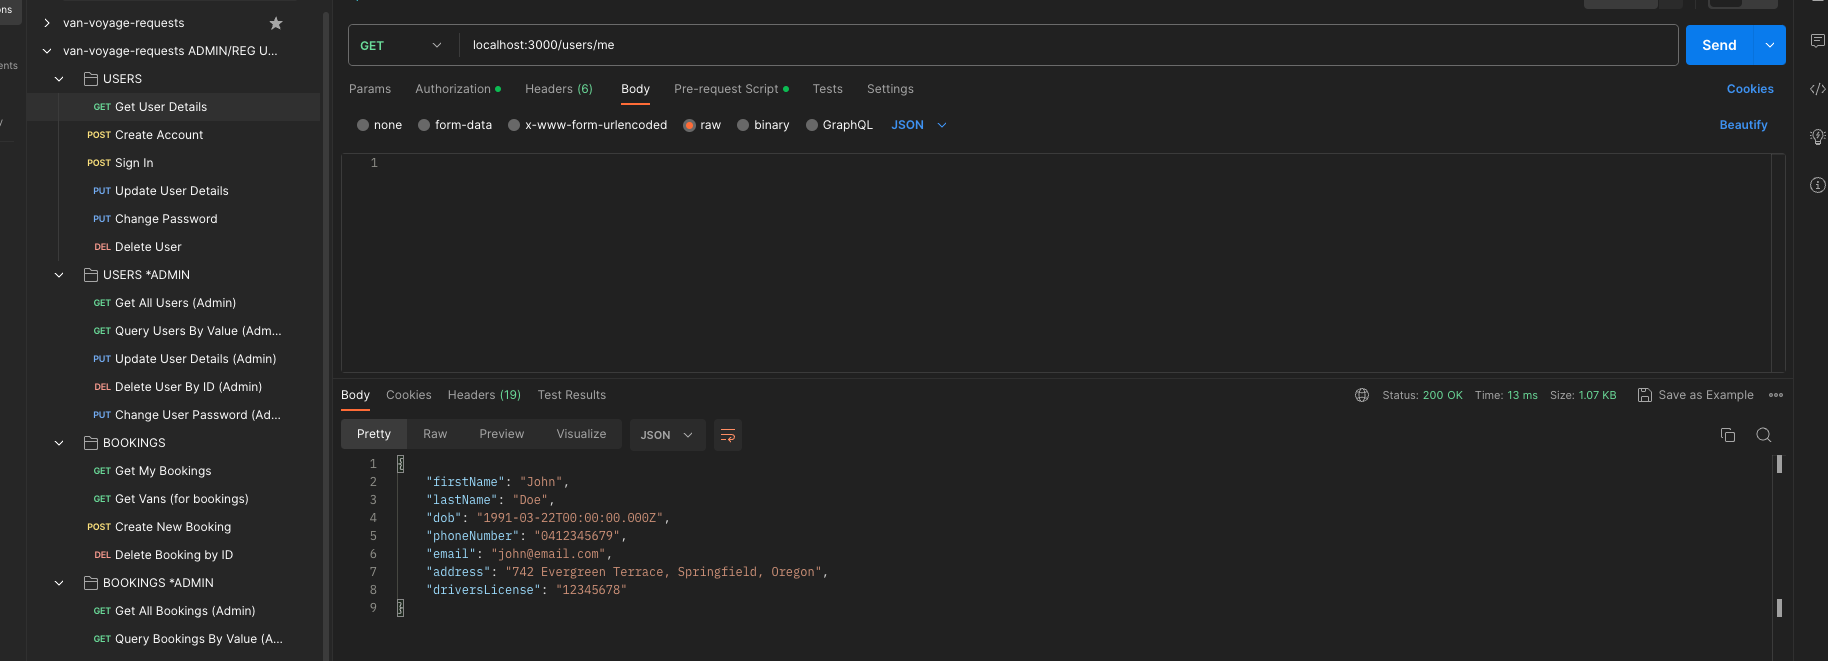 ons
ents
y
van-voyage-requests
van-voyage-requests ADMIN/REG U...
USERS
GET Get User Details
POST Create Account
POST Sign In
PUT Update User Details
PUT Change Password
DEL Delete User
USERS *ADMIN
GET Get All Users (Admin)
GET Query Users By Value (Adm...
PUT Update User Details (Admin)
DEL Delete User By ID (Admin)
PUT Change User Password (Ad...
BOOKINGS
GET Get My Bookings
GET Get Vans (for bookings)
POST Create New Booking
DEL Delete Booking by ID
BOOKINGS *ADMIN
GET Get All Bookings (Admin)
GET Query Bookings By Value (A...
GET localhost:3000/users/me Send
Params Authorization Headers (6) Body Pre-request Script Tests Settings Cookies
none form-data x-www-form-urlencoded raw binary GraphQL JSON Beautify
1
Body Cookies Headers (19) Test Results Status: 200 OK Time: 13 ms Size: 1.07 KB Save as Example
Pretty Raw Preview Visualize JSON
1 {
2 "firstName": "John",
3 "lastName": "Doe",
4 "dob": "1991-03-22T00:00:00.000Z",
5 "phoneNumber": "0412345679",
6 "email": "john@email.com",
7 "address": "742 Evergreen Terrace, Springfield, Oregon",
8 "driversLicense": "12345678"
9 }